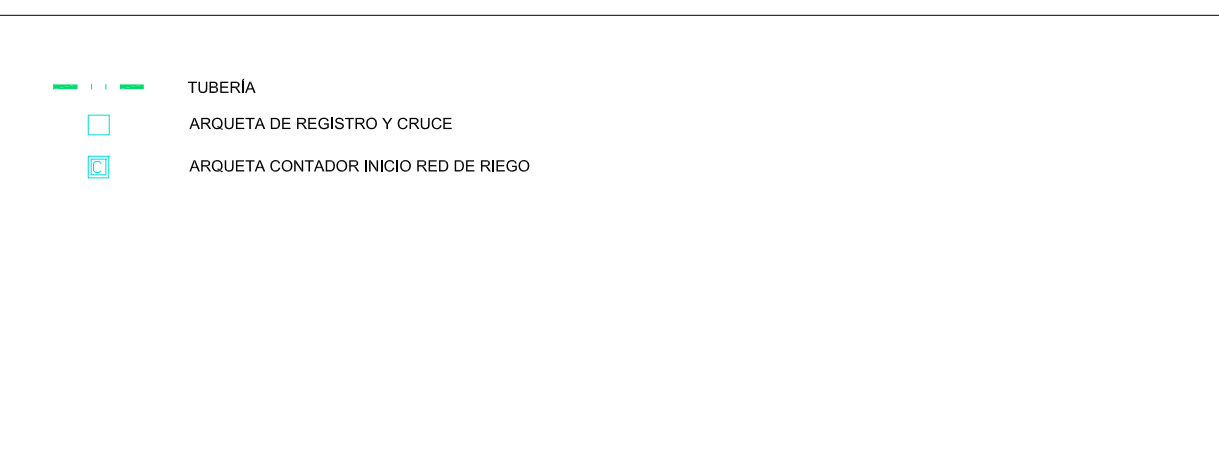 TUBERÍA
ARQUETA DE REGISTRO Y CRUCE
C ARQUETA CONTADOR INICIO RED DE RIEGO